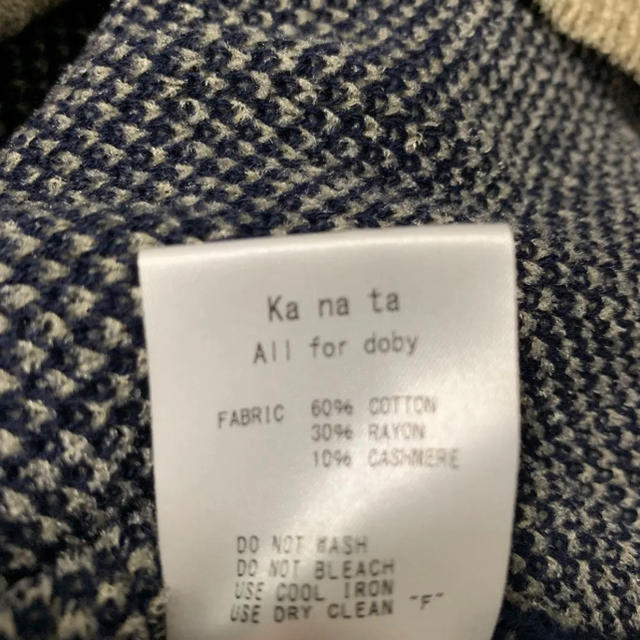 Ka na ta
All for doby
FABRIC 60% COTTON
30% RAYON
10% CASHMERE
DO NOT WASH
DO NOT BLEACH
USE COOL IRON
USE DRY CLEAN "F"